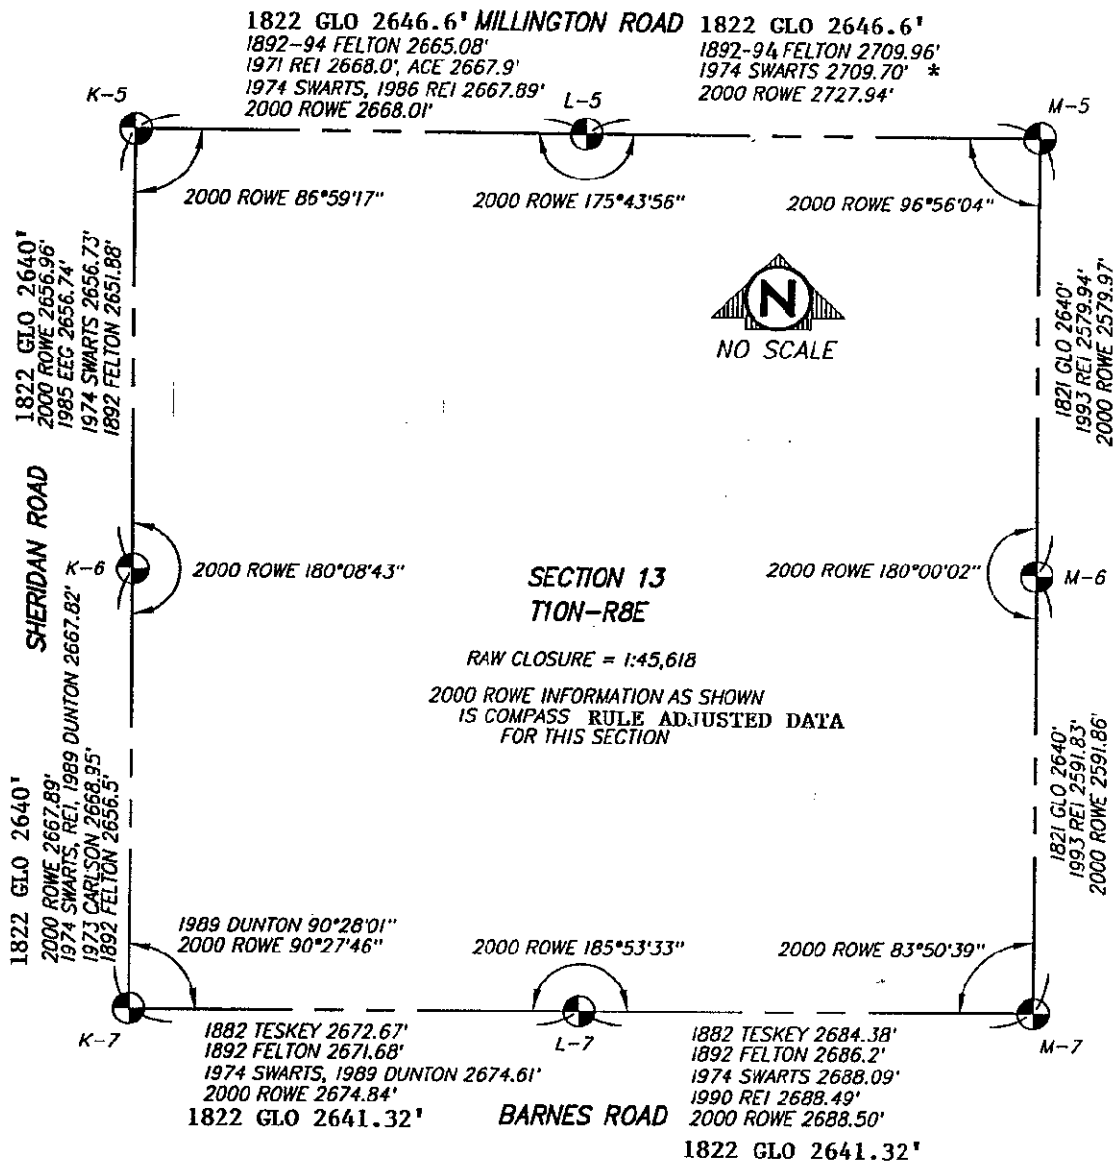 1822 GLO 2646.6' MILLINGTON ROAD 1822 GLO 2646.6'
1892-94 FELTON 2665.08'
1971 REI 2668.0', ACE 2667.9'
1974 SWARTS, 1986 REI 2667.89'
2000 ROWE 2668.01'
1892-94 FELTON 2709.96'
1974 SWARTS 2709.70' *
2000 ROWE 2727.94'
K-5
L-5
M-5
2000 ROWE 86°59'17"
2000 ROWE 175°43'56"
2000 ROWE 96°56'04"
N
NO SCALE
1822 GLO 2640'
2000 ROWE 2656.96'
1985 EEG 2656.74'
1974 SWARTS 2656.73'
1892 FELTON 2651.88'
1821 GLO 2640'
1993 REI 2579.94'
2000 ROWE 2579.97'
SHERIDAN ROAD
K-6
2000 ROWE 180°08'43"
SECTION 13
T10N-R8E
2000 ROWE 180°00'02"
M-6
RAW CLOSURE = 1:45,618
2000 ROWE INFORMATION AS SHOWN
IS COMPASS RULE ADJUSTED DATA
FOR THIS SECTION
1822 GLO 2640'
2000 ROWE 2667.89'
1974 SWARTS, REI, 1989 DUNTON 2667.82'
1973 CARLSON 2668.95'
1892 FELTON 2656.5'
1821 GLO 2640'
1993 REI 2591.83'
2000 ROWE 2591.86'
1989 DUNTON 90°28'01"
2000 ROWE 90°27'46"
2000 ROWE 185°53'33"
2000 ROWE 83°50'39"
K-7
L-7
M-7
1882 TESKEY 2672.67'
1892 FELTON 2671.68'
1974 SWARTS, 1989 DUNTON 2674.61'
2000 ROWE 2674.84'
1822 GLO 2641.32'
BARNES ROAD
1882 TESKEY 2684.38'
1892 FELTON 2686.2'
1974 SWARTS 2688.09'
1990 REI 2688.49'
2000 ROWE 2688.50'
1822 GLO 2641.32'